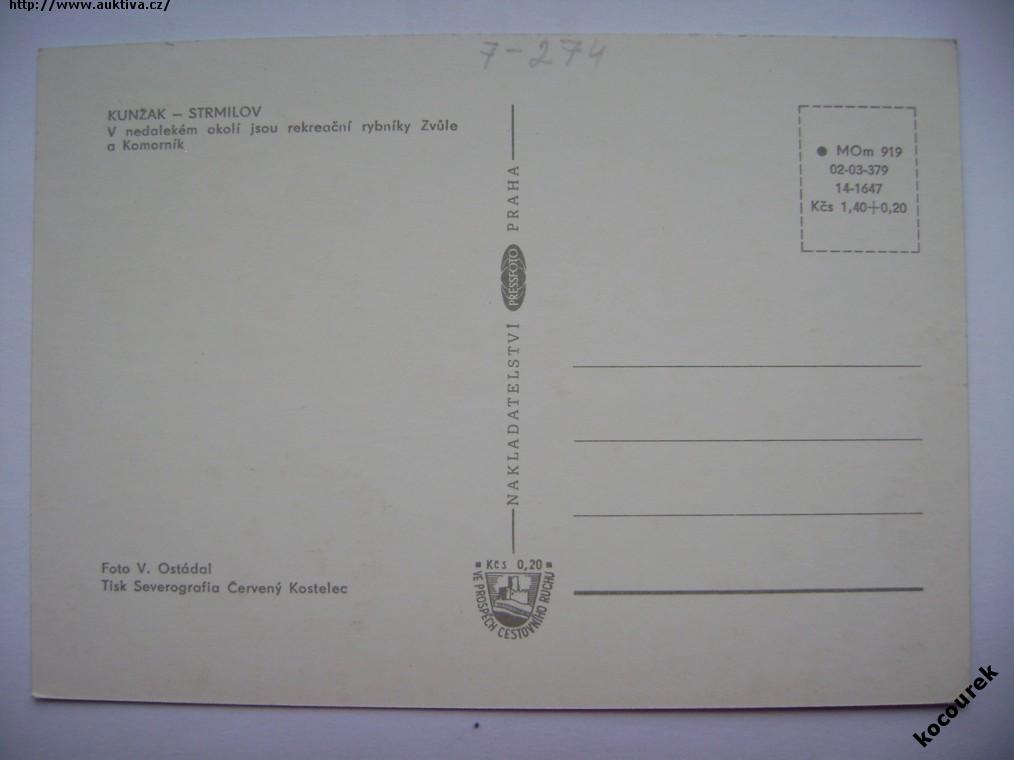 http://www.auktiva.cz/
7-274
KUNŽAK – STRMILOV
V nedalekém okolí jsou rekreační rybníky Zvůle
a Komorník
● MOm 919
02-03-379
14-1647
Kčs 1,40+0,20
NAKLADATELSTVI PRESSFOTO PRAHA
Foto V. Ostádal
Tisk Severografia Červený Kostelec
Kčs 0,20
VE PROSPĚCH CESTOVNÍHO RUCHU
kocourek